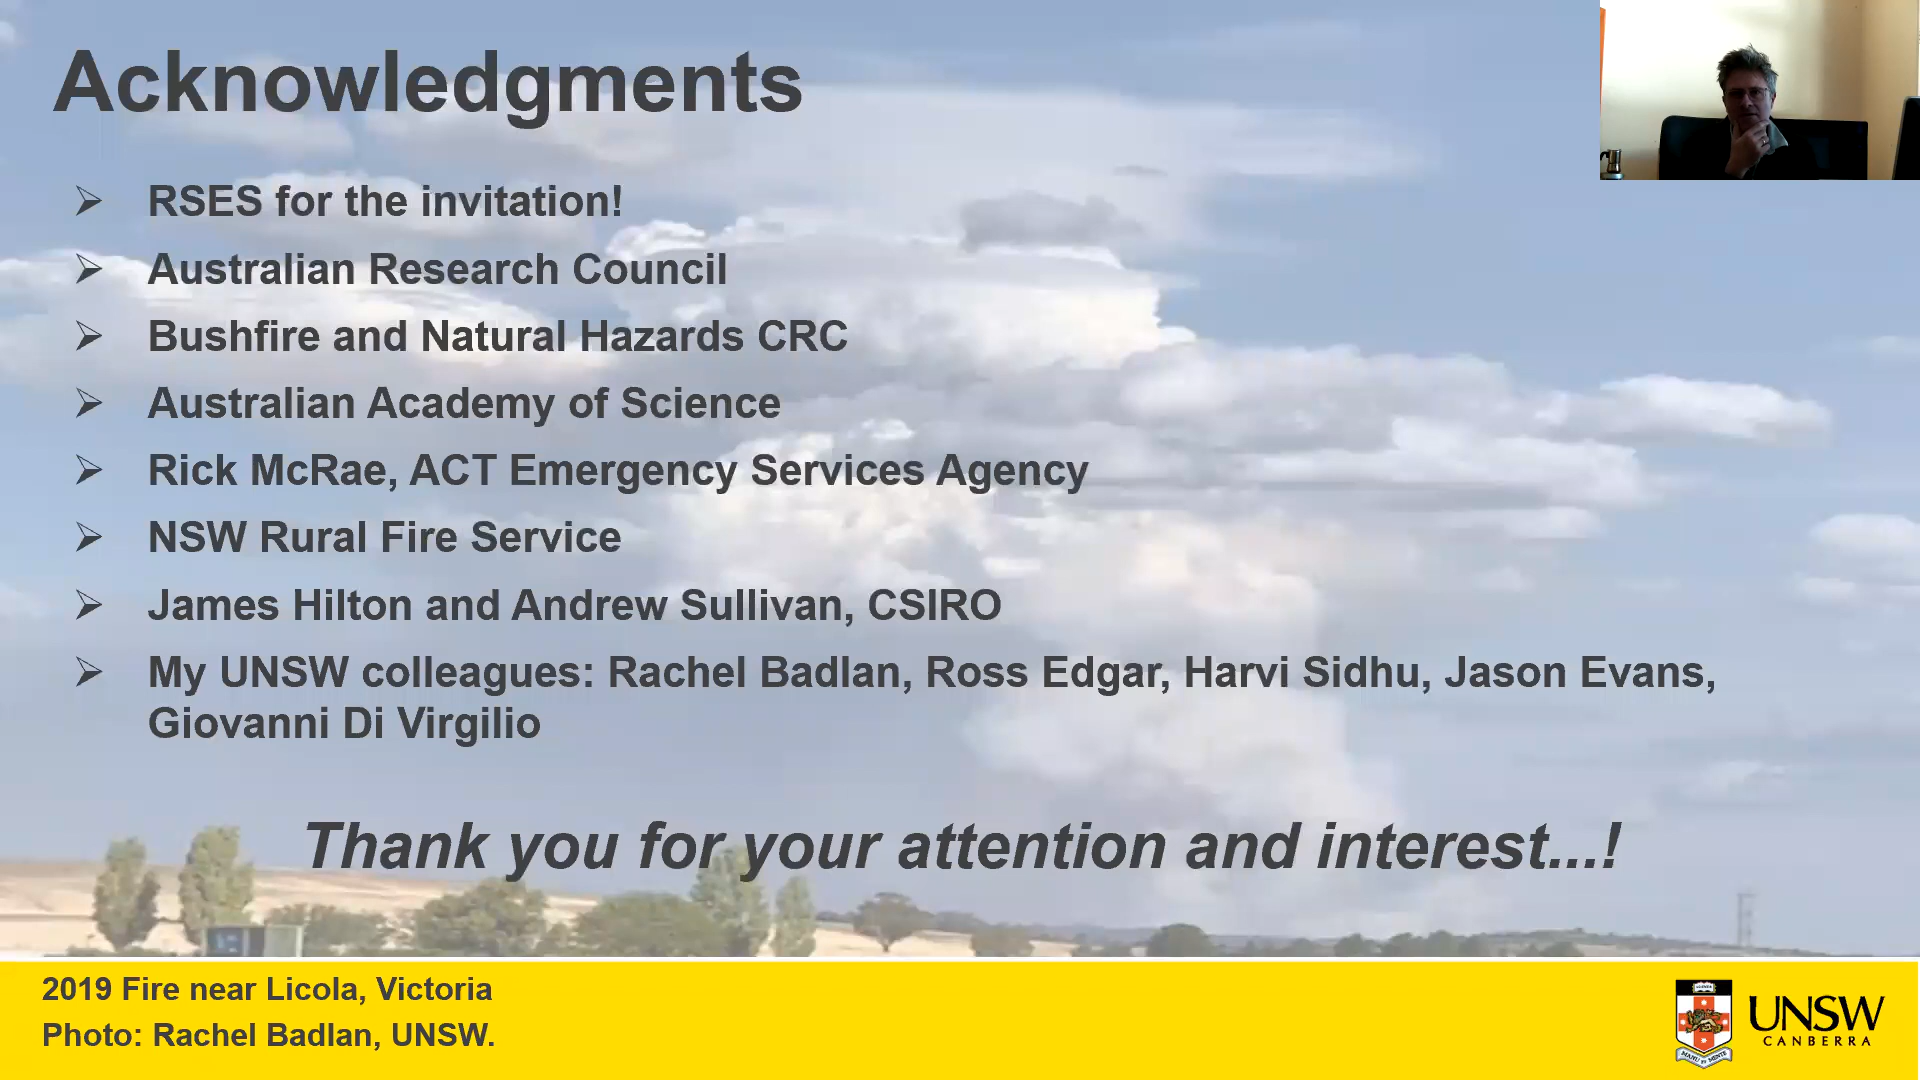 Acknowledgments
RSES for the invitation!
Australian Research Council
Bushfire and Natural Hazards CRC
Australian Academy of Science
Rick McRae, ACT Emergency Services Agency
NSW Rural Fire Service
James Hilton and Andrew Sullivan, CSIRO
My UNSW colleagues: Rachel Badlan, Ross Edgar, Harvi Sidhu, Jason Evans,
Giovanni Di Virgilio
Thank you for your attention and interest...!
2019 Fire near Licola, Victoria
Photo: Rachel Badlan, UNSW.
UNSW
CANBERRA